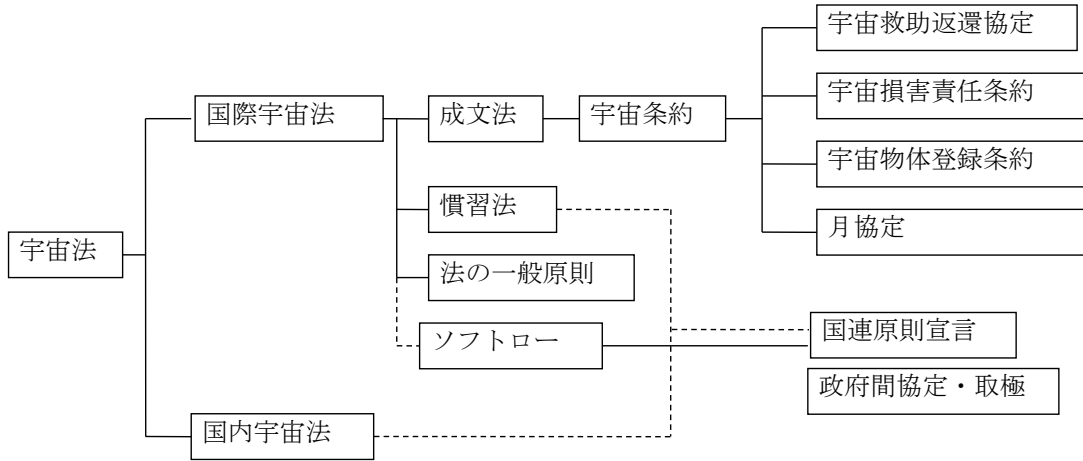 宇宙救助返還協定
国際宇宙法
成文法
宇宙条約
宇宙損害責任条約
宇宙物体登録条約
慣習法
月協定
宇宙法
法の一般原則
ソフトロー
国連原則宣言
政府間協定・取極
国内宇宙法